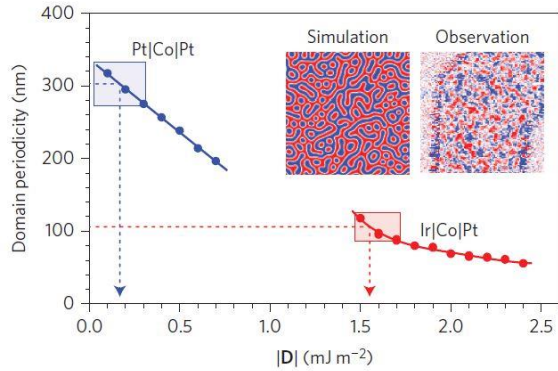 Simulation Observation
Pt|Co|Pt
Ir|Co|Pt
Domain periodicity (nm)
400
300
200
100
0
0.0 0.5 1.0 1.5 2.0 2.5
|D| (mJ m⁻²)